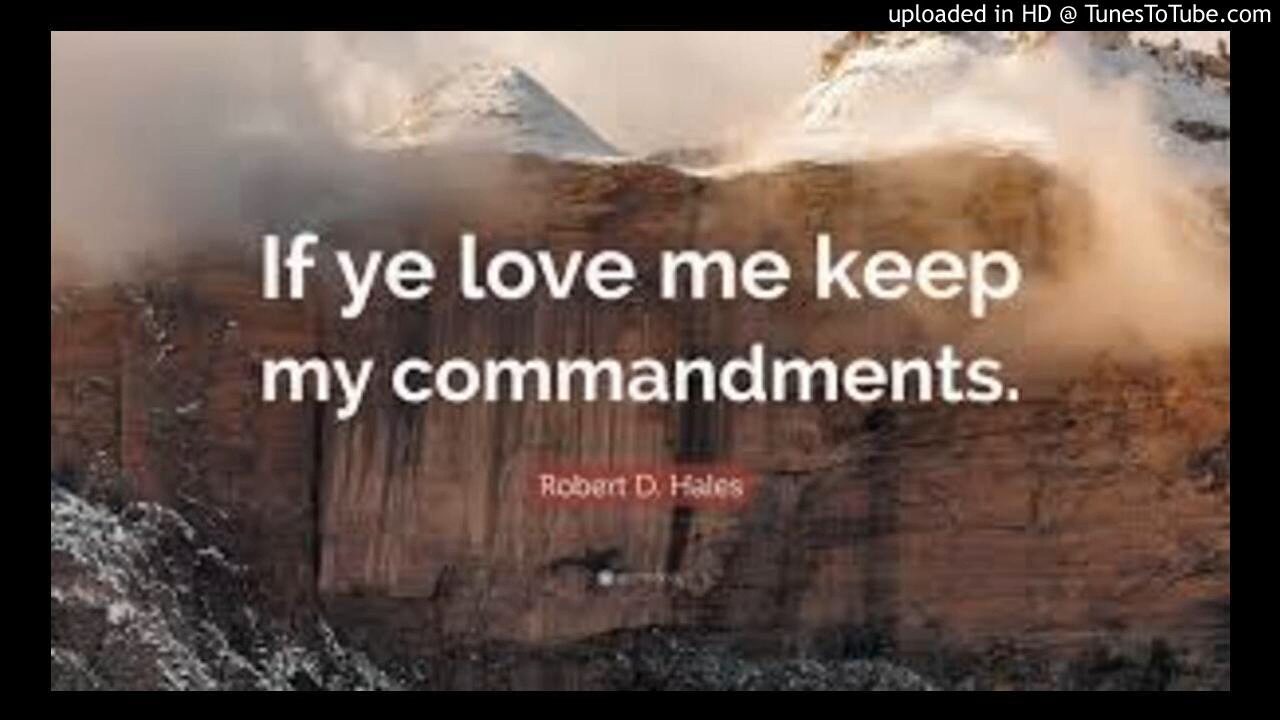 uploaded in HD @ TunesToTube.com
If ye love me keep
my commandments.
Robert D. Hales